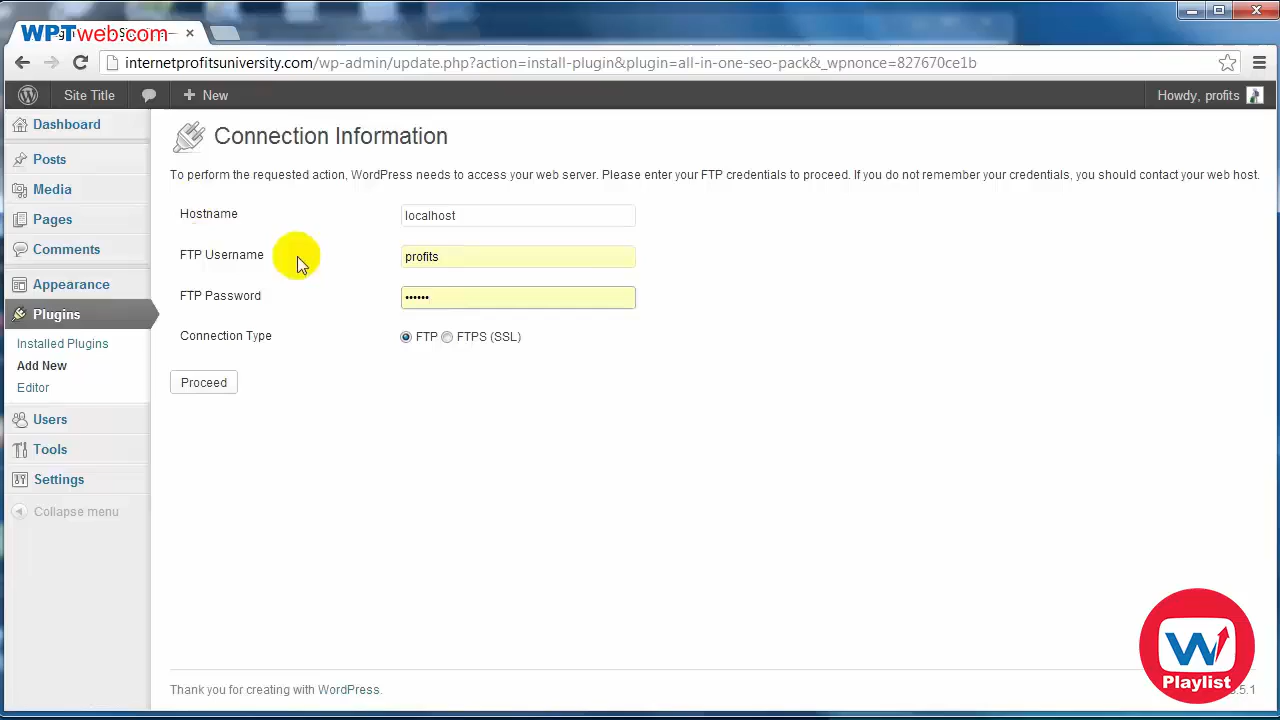 WPTweb.com
internetprofitsuniversity.com/wp-admin/update.php?action=install-plugin&plugin=all-in-one-seo-pack&_wpnonce=827670ce1b
Site Title
New
Howdy, profits
Dashboard
Posts
Media
Pages
Comments
Appearance
Plugins
Installed Plugins
Add New
Editor
Users
Tools
Settings
Collapse menu
Connection Information
To perform the requested action, WordPress needs to access your web server. Please enter your FTP credentials to proceed. If you do not remember your credentials, you should contact your web host.
Hostname
localhost
FTP Username
profits
FTP Password
••••••
Connection Type
FTP FTPS (SSL)
Proceed
Thank you for creating with WordPress.
.5.1
W
Playlist